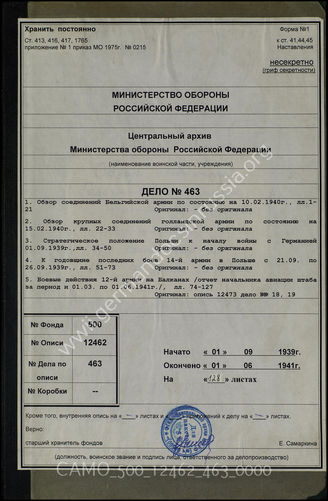 Хранить постоянно
Форма №1
Ст. 413, 416, 417, 1765
приложение № 1 приказ МО 1975г. № 0215
к ст. 41,44,45
Наставления
несекретно
(гриф секретности)
МИНИСТЕРСТВО ОБОРОНЫ
РОССИЙСКОЙ ФЕДЕРАЦИИ
Центральный архив
Министерства обороны Российской Федерации
(наименование воинской части, учреждения)
ДЕЛО № 463
1. Обзор соединений Бельгийской армии по состоянию на 10.02.1940г., лл.1-
21 Оригинал: - без оригинала
2. Обзор крупных соединений голландской армии по состоянию на
15.02.1940г., лл. 22-33 Оригинал: - без оригинала
3. Стратегическое положение Польши к началу войны с Германией
01.09.1939г., лл. 34-50 Оригинал: - без оригинала
4. К годовщине последних боев 14-й армии в Польше с 21.09. по
26.09.1939г., лл. 51-73 Оригинал: - без оригинала
5. Боевые действия 12-й армии на Балканах /отчет начальника авиации штаба
за период и 01.03. по 01.06.1941г./, лл. 74-127
Оригинал: опись 12473 дело №№ 18, 19
№ Фонда 500
№ Описи 12462
№ Дела по описи 463
№ Коробки --
Начато « 01 » 09 1939г.
Окончено « 01 » 06 1941г.
На « 128 » листах
Кроме того, внутренняя опись на « » листах и приложений к делу на « » листах.
Верно:
старший хранитель фондов
Е. Самаркина
(должность, воинское звание и подпись лица, ответственного за делопроизводство)
CAMO_500_12462_463_0000